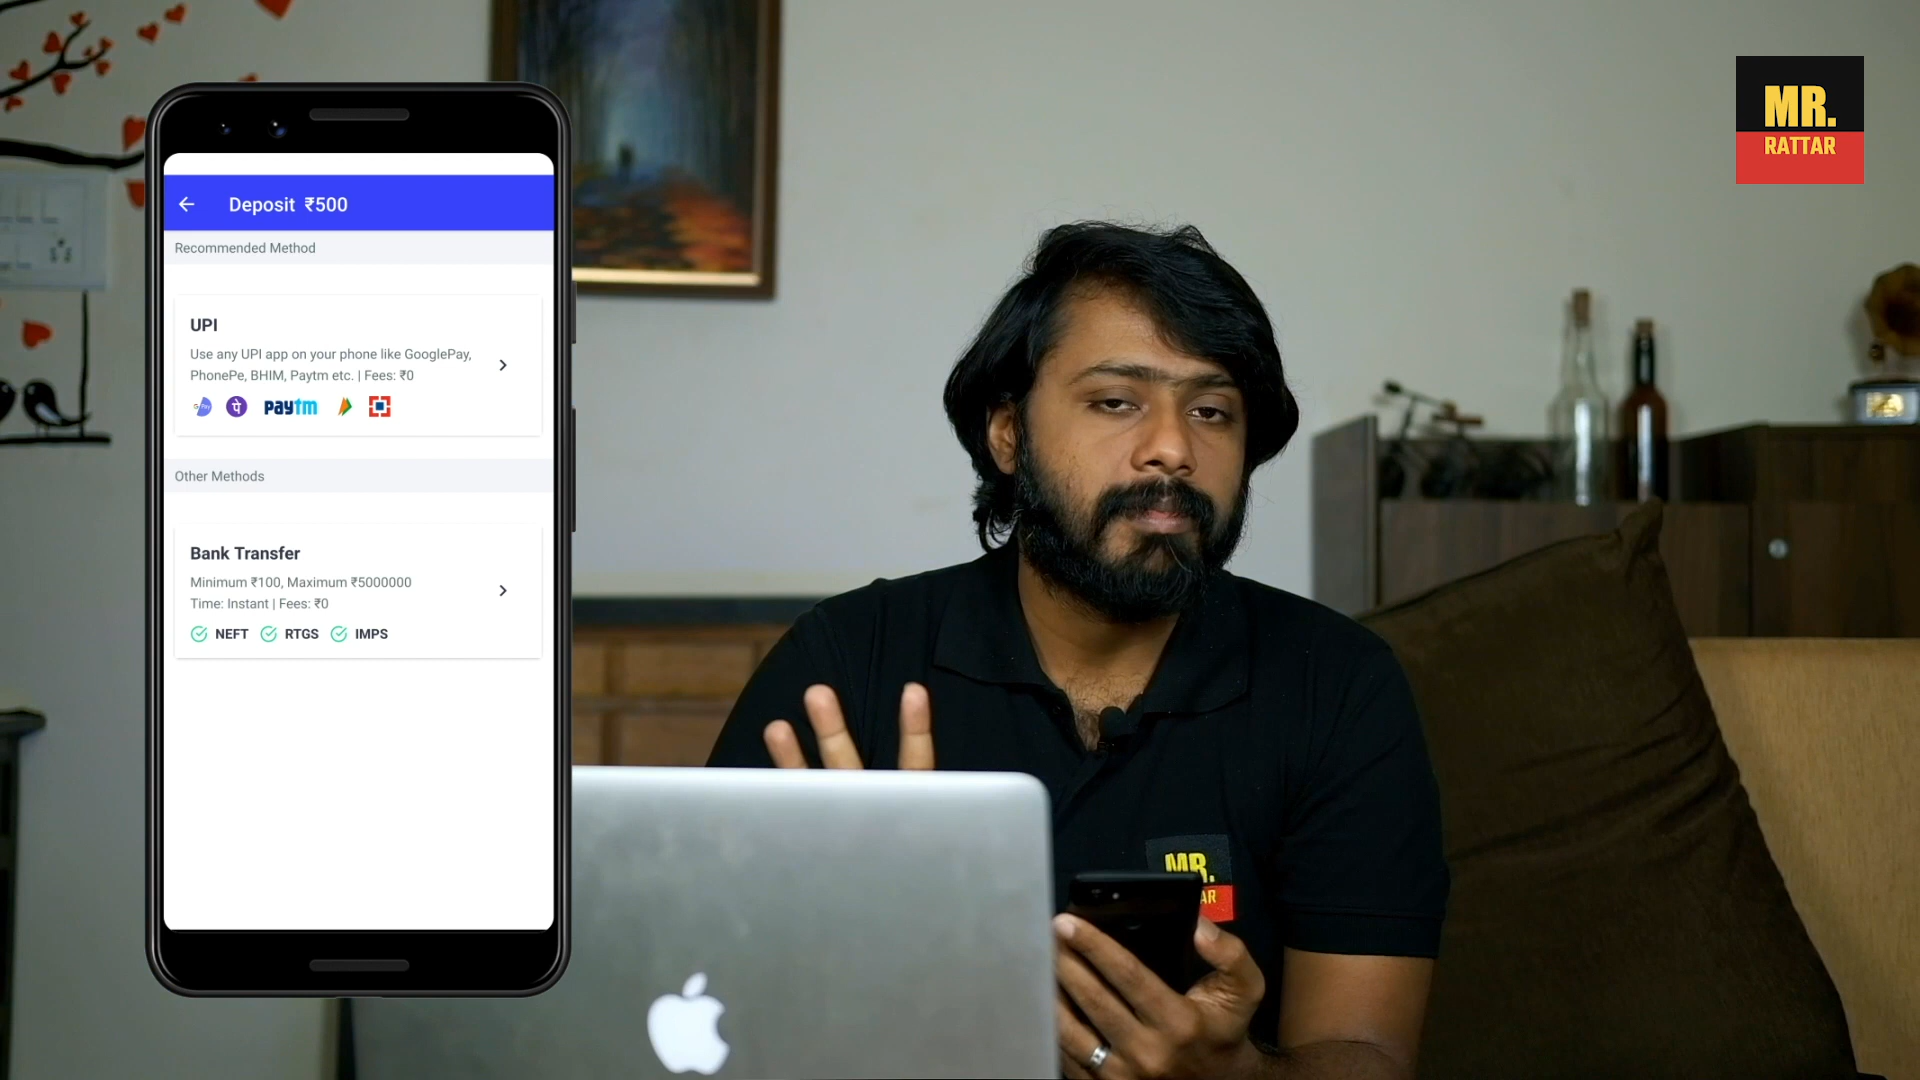 Deposit ₹500
Recommended Method
UPI
Use any UPI app on your phone like GooglePay,
PhonePe, BHIM, Paytm etc. | Fees: ₹0
G Pay पे paytm
Other Methods
Bank Transfer
Minimum ₹100, Maximum ₹5000000
Time: Instant | Fees: ₹0
NEFT RTGS IMPS
MR.
RATTAR
MR.
AR